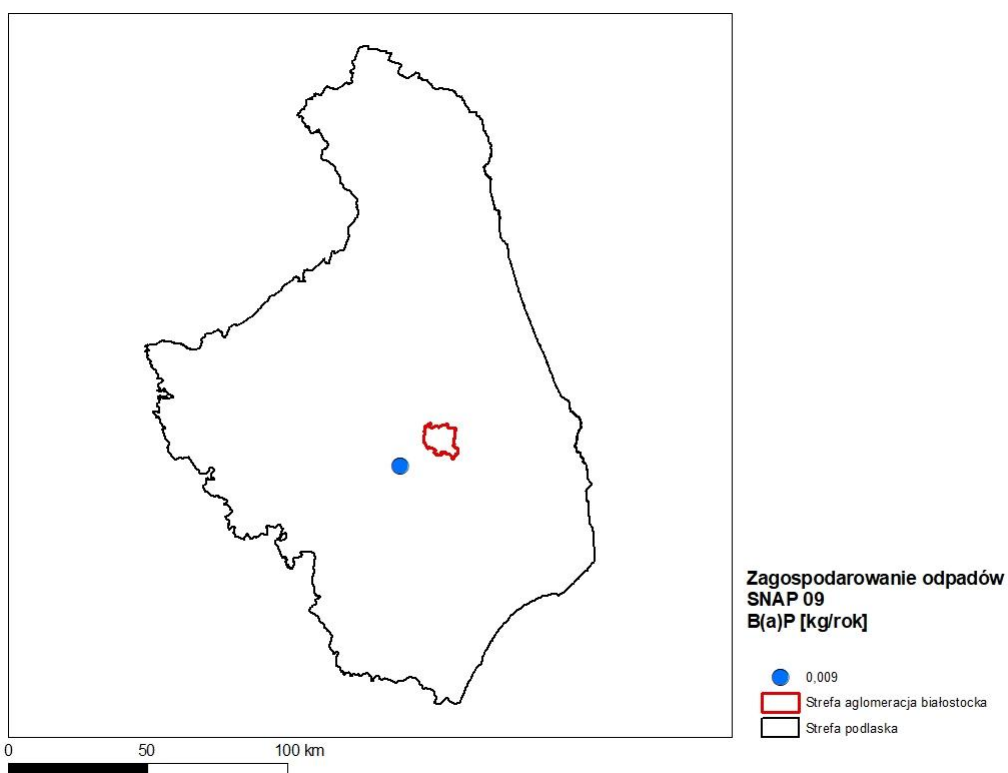 Zagospodarowanie odpadów
SNAP 09
B(a)P [kg/rok]
0,009
Strefa aglomeracja białostocka
Strefa podlaska
0 50 100 km